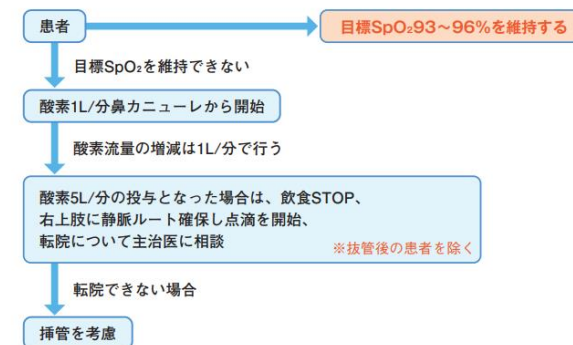 患者
目標SpO₂93～96%を維持する
目標SpO₂を維持できない
酸素1L/分鼻カニューレから開始
酸素流量の増減は1L/分で行う
酸素5L/分の投与となった場合は、飲食STOP、
右上肢に静脈ルート確保し点滴を開始、
転院について主治医に相談
※抜管後の患者を除く
転院できない場合
挿管を考慮